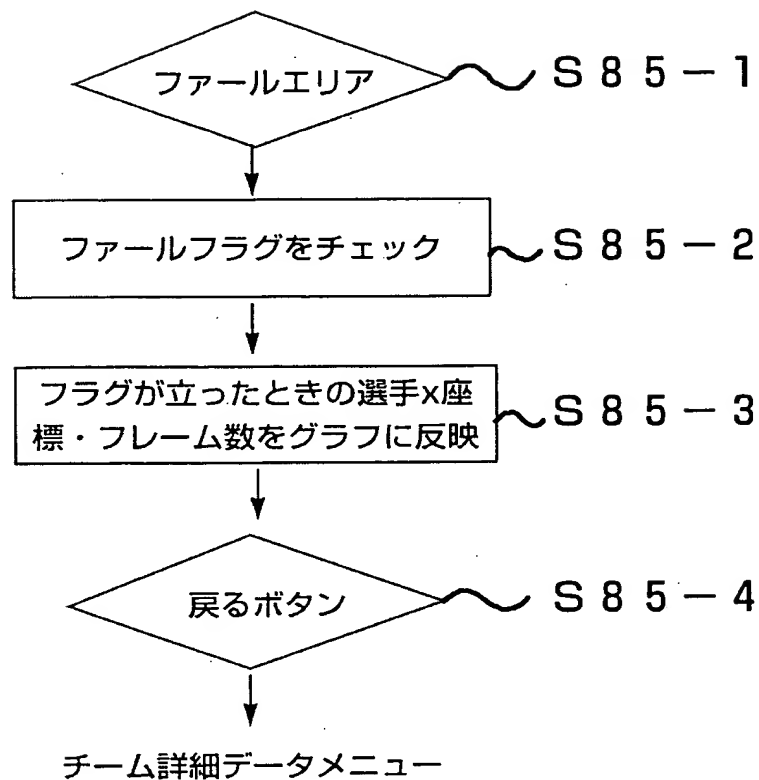 ファールエリア
S85-1
ファールフラグをチェック
S85-2
フラグが立ったときの選手x座
標・フレーム数をグラフに反映
S85-3
戻るボタン
S85-4
チーム詳細データメニュー